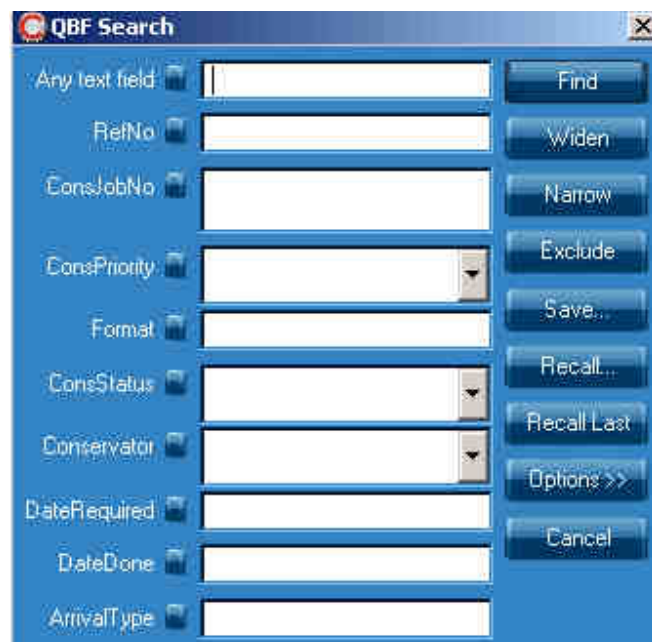 QBF Search
Any text field
Find
RefNo
Widen
ConsJobNo
Narrow
ConsPriority
Exclude
Format
Save...
ConsStatus
Recall...
Conservator
Recall Last
DateRequired
Options >>
DateDone
Cancel
ArrivalType